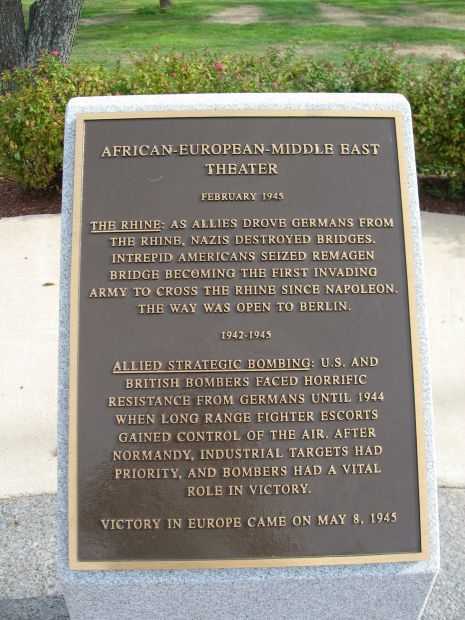 AFRICAN-EUROPEAN-MIDDLE EAST
THEATER
FEBRUARY 1945
THE RHINE: AS ALLIES DROVE GERMANS FROM
THE RHINE, NAZIS DESTROYED BRIDGES.
INTREPID AMERICANS SEIZED REMAGEN
BRIDGE BECOMING THE FIRST INVADING
ARMY TO CROSS THE RHINE SINCE NAPOLEON.
THE WAY WAS OPEN TO BERLIN.
1942-1945
ALLIED STRATEGIC BOMBING: U.S. AND
BRITISH BOMBERS FACED HORRIFIC
RESISTANCE FROM GERMANS UNTIL 1944
WHEN LONG RANGE FIGHTER ESCORTS
GAINED CONTROL OF THE AIR. AFTER
NORMANDY, INDUSTRIAL TARGETS HAD
PRIORITY, AND BOMBERS HAD A VITAL
ROLE IN VICTORY.
VICTORY IN EUROPE CAME ON MAY 8, 1945